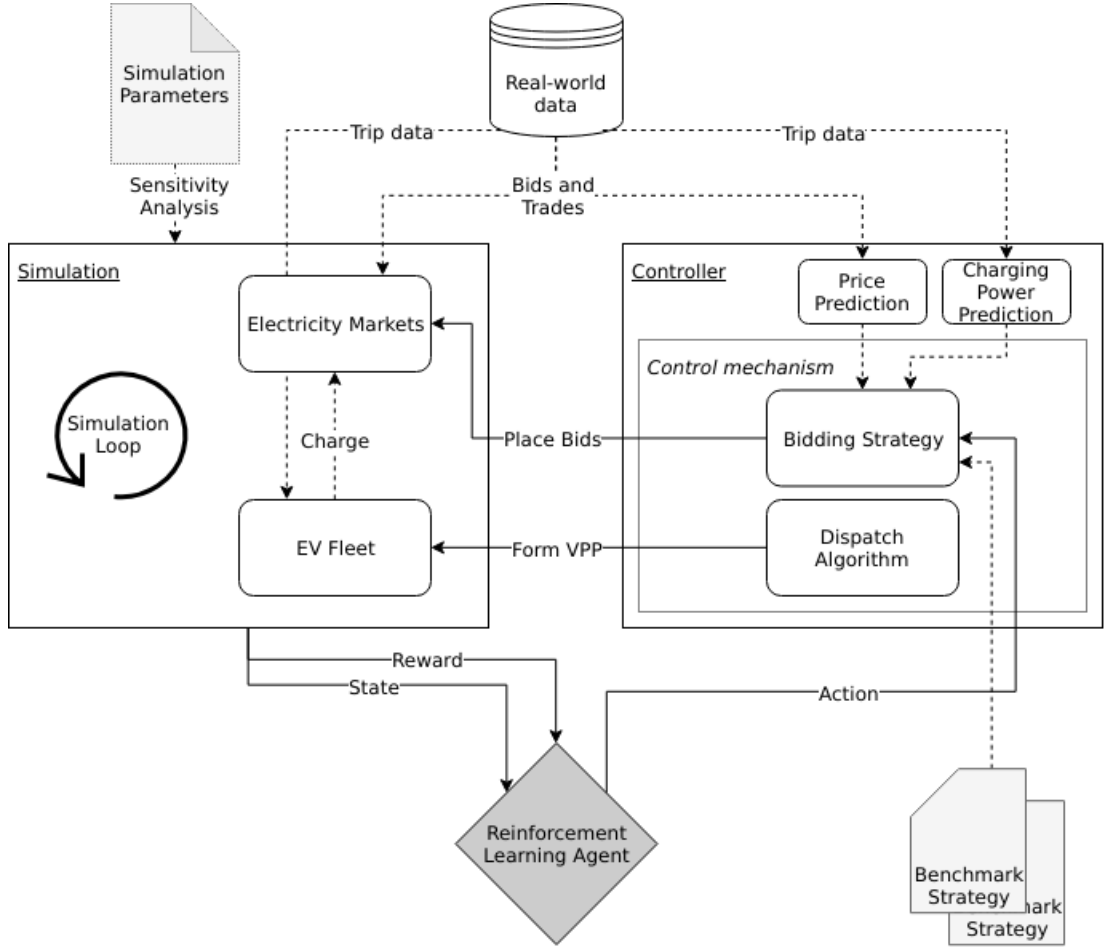 Simulation
Parameters
Real-world
data
Trip data
Trip data
Sensitivity
Analysis
Bids and
Trades
Simulation
Controller
Price
Prediction
Charging
Power
Prediction
Electricity Markets
Control mechanism
Simulation
Loop
Charge
Place Bids
Bidding Strategy
EV Fleet
Form VPP
Dispatch
Algorithm
Reward
State
Action
Reinforcement
Learning Agent
Benchmark
Strategy
Strategy